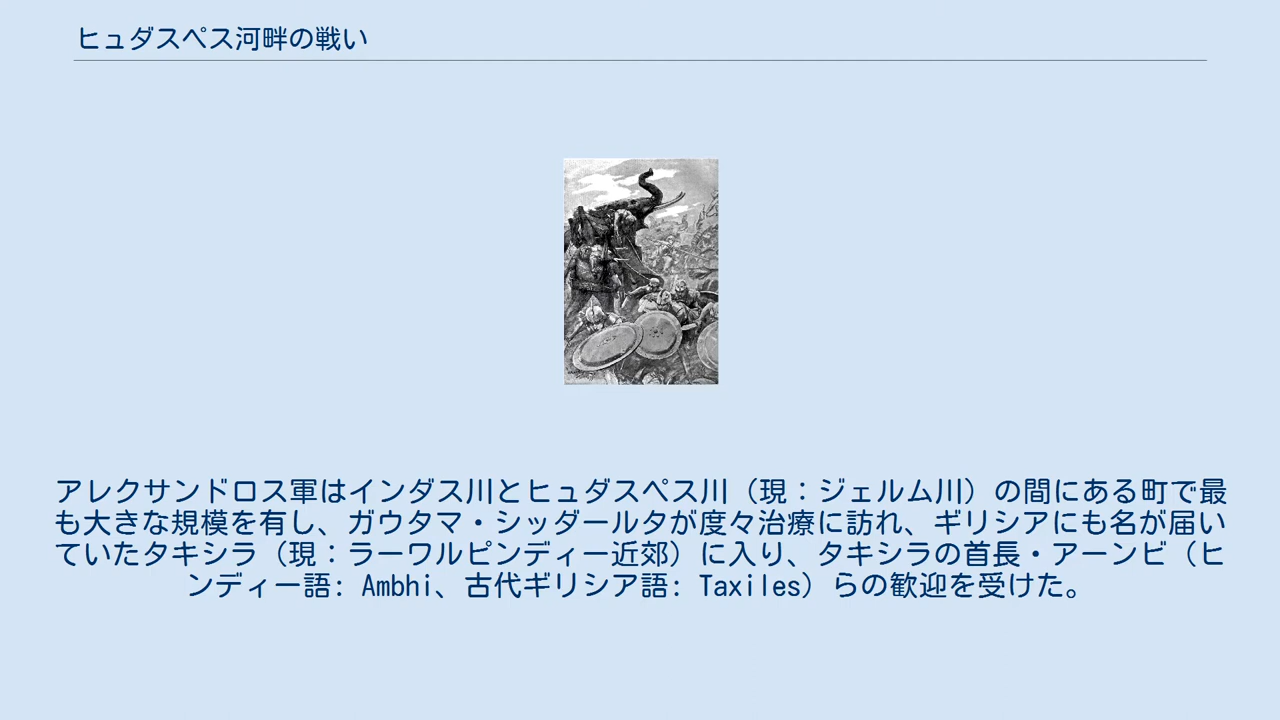 ヒュダスペス河畔の戦い
アレクサンドロス軍はインダス川とヒュダスペス川（現：ジェルム川）の間にある町で最
も大きな規模を有し、ガウタマ・シッダールタが度々治療に訪れ、ギリシアにも名が届い
ていたタキシラ（現：ラーワルピンディー近郊）に入り、タキシラの首長・アーンビ（ヒ
ンディー語: Ambhi、古代ギリシア語: Taxiles）らの歓迎を受けた。